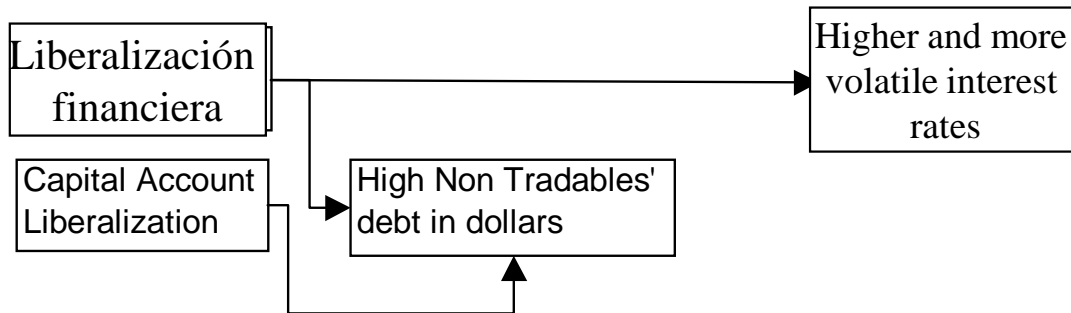 Liberalización
financiera
Higher and more
volatile interest
rates
Capital Account
Liberalization
High Non Tradables'
debt in dollars